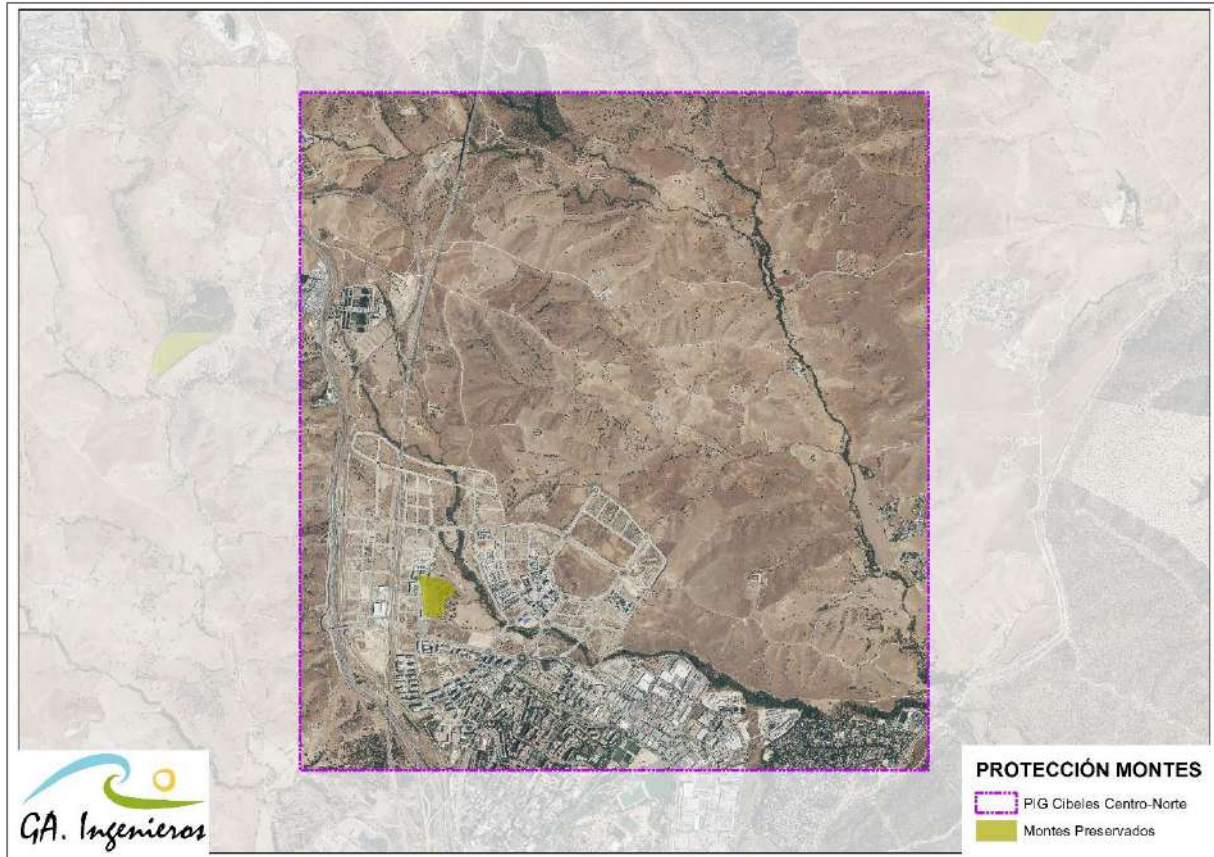 PROTECCIÓN MONTES
PIG Cibeles Centro-Norte
Montes Preservados
GA. Ingenieros